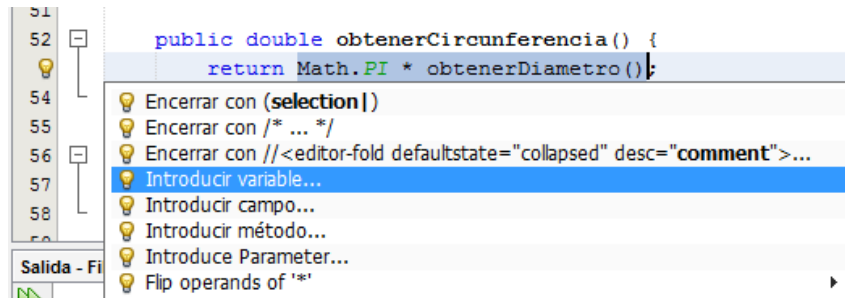 51
52 public double obtenerCircunferencia() {
return Math.PI * obtenerDiametro();
54 Encerrar con (selection|)
55 Encerrar con /* ... */
56 Encerrar con //<editor-fold defaultstate="collapsed" desc="comment">...
57 Introducir variable...
58 Introducir campo...
Introducir método...
Salida - Fi Introduce Parameter...
Flip operands of '*'